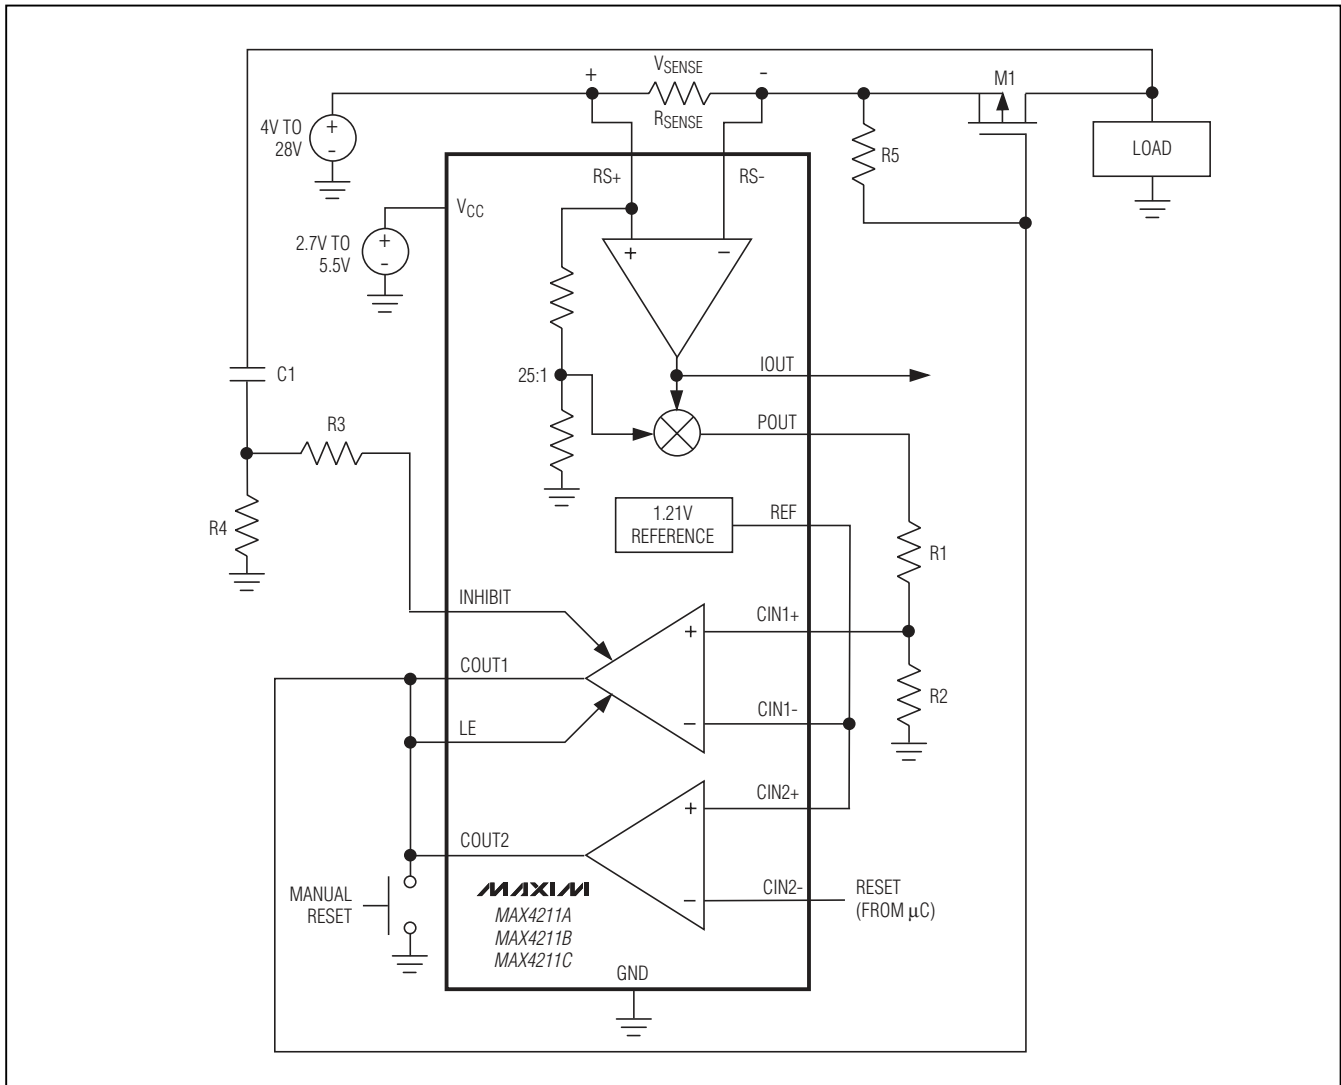 VSENSE
+
-
M1
RSENSE
4V TO
28V
+
-
R5
LOAD
RS+
RS-
VCC
2.7V TO
5.5V
+
-
+
−
C1
25:1
IOUT
R3
POUT
R4
1.21V
REFERENCE
REF
R1
INHIBIT
CIN1+
+
COUT1
R2
LE
CIN1-
−
CIN2+
+
COUT2
MANUAL
RESET
MAXIM
MAX4211A
MAX4211B
MAX4211C
CIN2-
−
RESET
(FROM µC)
GND